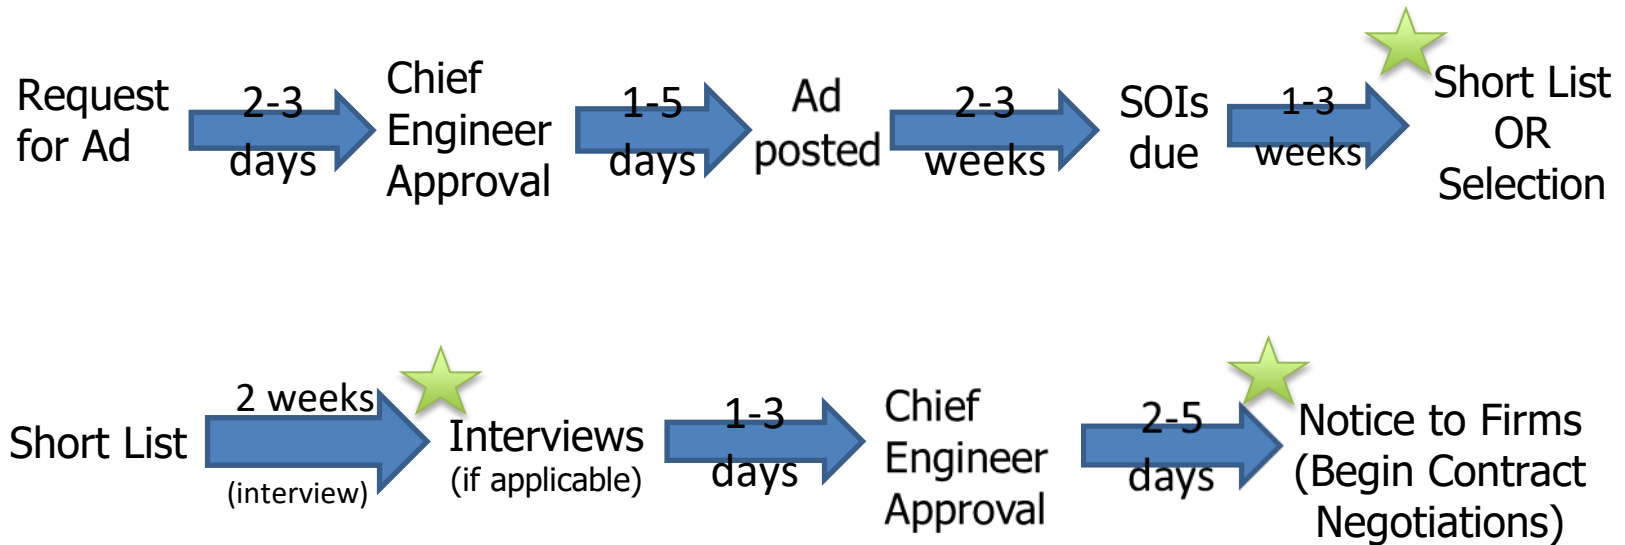 Request
for Ad
2-3
days
Chief
Engineer
Approval
1-5
days
Ad
posted
2-3
weeks
SOIs
due
1-3
weeks
Short List
OR
Selection
Short List
2 weeks
(interview)
Interviews
(if applicable)
1-3
days
Chief
Engineer
Approval
2-5
days
Notice to Firms
(Begin Contract
Negotiations)